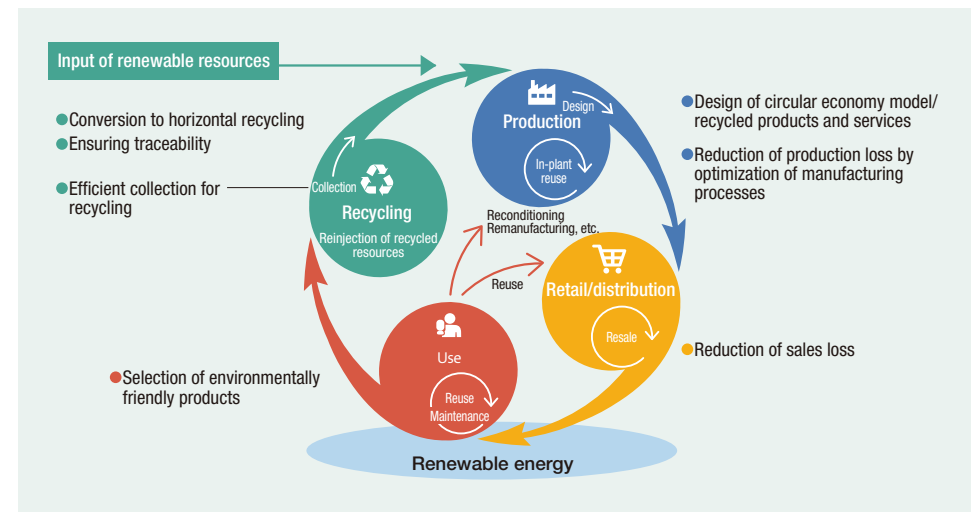 Input of renewable resources
●Conversion to horizontal recycling
●Ensuring traceability
●Efficient collection for
recycling
Collection
Recycling
Reinjection of recycled
resources
Design
Production
In-plant
reuse
●Design of circular economy model/
recycled products and services
●Reduction of production loss by
optimization of manufacturing
processes
Reconditioning
Remanufacturing, etc.
Reuse
Retail/distribution
Resale
●Reduction of sales loss
Use
Reuse
Maintenance
●Selection of environmentally
friendly products
Renewable energy